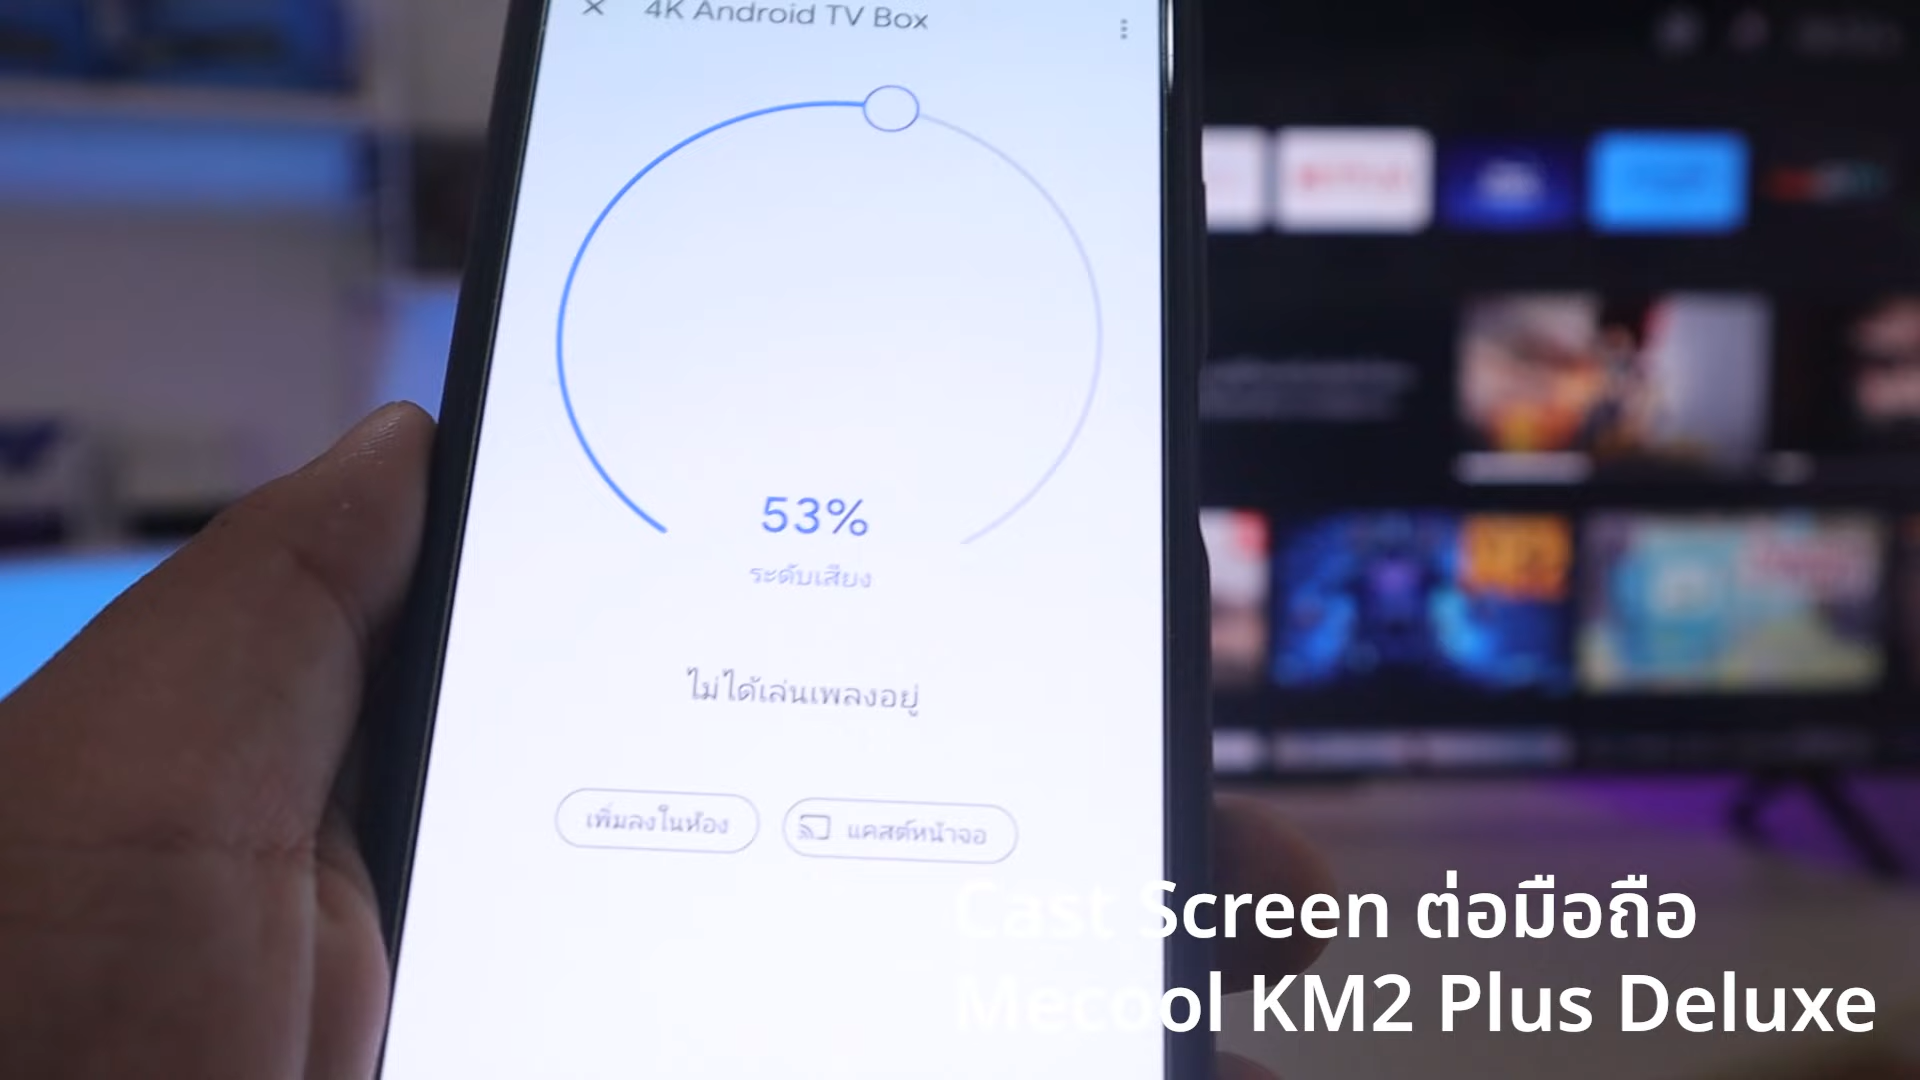 4K Android TV Box
53%
ระดับเสียง
ไม่ได้เล่นเพลงอยู่
เพิ่มลงในห้อง
แคสต์หน้าจอ
Cast Screen ต่อมือถือ
Mecool KM2 Plus Deluxe